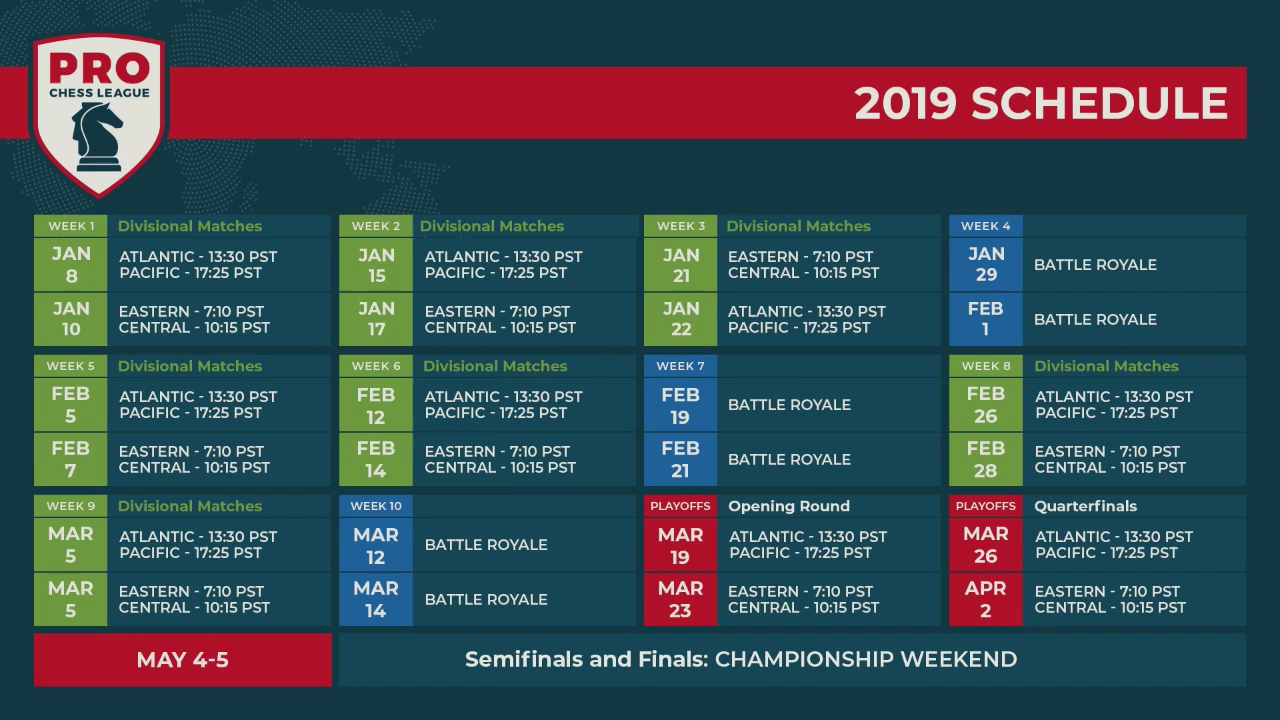 PRO
CHESS LEAGUE
2019 SCHEDULE
WEEK 1 Divisional Matches
JAN 8
ATLANTIC - 13:30 PST
PACIFIC - 17:25 PST
JAN 10
EASTERN - 7:10 PST
CENTRAL - 10:15 PST
WEEK 2 Divisional Matches
JAN 15
ATLANTIC - 13:30 PST
PACIFIC - 17:25 PST
JAN 17
EASTERN - 7:10 PST
CENTRAL - 10:15 PST
WEEK 3 Divisional Matches
JAN 21
EASTERN - 7:10 PST
CENTRAL - 10:15 PST
JAN 22
ATLANTIC - 13:30 PST
PACIFIC - 17:25 PST
WEEK 4
JAN 29
BATTLE ROYALE
FEB 1
BATTLE ROYALE
WEEK 5 Divisional Matches
FEB 5
ATLANTIC - 13:30 PST
PACIFIC - 17:25 PST
FEB 7
EASTERN - 7:10 PST
CENTRAL - 10:15 PST
WEEK 6 Divisional Matches
FEB 12
ATLANTIC - 13:30 PST
PACIFIC - 17:25 PST
FEB 14
EASTERN - 7:10 PST
CENTRAL - 10:15 PST
WEEK 7
FEB 19
BATTLE ROYALE
FEB 21
BATTLE ROYALE
WEEK 8 Divisional Matches
FEB 26
ATLANTIC - 13:30 PST
PACIFIC - 17:25 PST
FEB 28
EASTERN - 7:10 PST
CENTRAL - 10:15 PST
WEEK 9 Divisional Matches
MAR 5
ATLANTIC - 13:30 PST
PACIFIC - 17:25 PST
MAR 5
EASTERN - 7:10 PST
CENTRAL - 10:15 PST
WEEK 10
MAR 12
BATTLE ROYALE
MAR 14
BATTLE ROYALE
PLAYOFFS Opening Round
MAR 19
ATLANTIC - 13:30 PST
PACIFIC - 17:25 PST
MAR 23
EASTERN - 7:10 PST
CENTRAL - 10:15 PST
PLAYOFFS Quarterfinals
MAR 26
ATLANTIC - 13:30 PST
PACIFIC - 17:25 PST
APR 2
EASTERN - 7:10 PST
CENTRAL - 10:15 PST
MAY 4-5
Semifinals and Finals: CHAMPIONSHIP WEEKEND